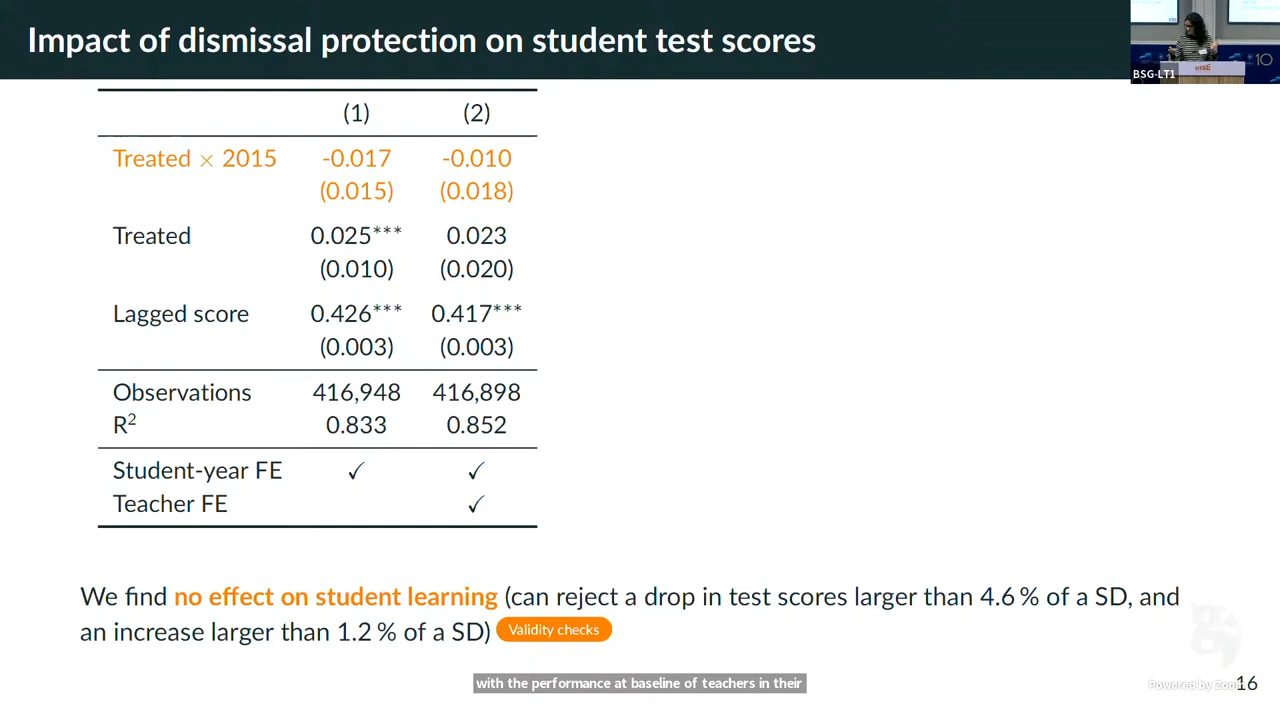 Impact of dismissal protection on student test scores
BSG-LT1
RISE
10
(1) (2)
Treated × 2015 -0.017 -0.010
(0.015) (0.018)
Treated 0.025*** 0.023
(0.010) (0.020)
Lagged score 0.426*** 0.417***
(0.003) (0.003)
Observations 416,948 416,898
R² 0.833 0.852
Student-year FE ✓ ✓
Teacher FE ✓
We find no effect on student learning (can reject a drop in test scores larger than 4.6 % of a SD, and
an increase larger than 1.2 % of a SD) Validity checks
with the performance at baseline of teachers in their
Powered by Zoom
16